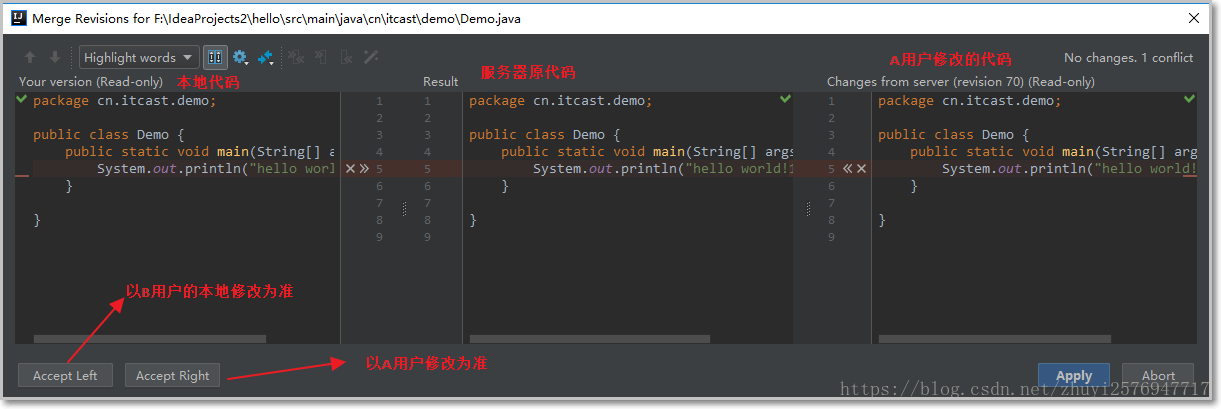 Merge Revisions for F:\IdeaProjects2\hello\src\main\java\cn\itcast\demo\Demo.java
Highlight words
A用户修改的代码
No changes. 1 conflict
Your version (Read-only) 本地代码
Result 服务器原代码
Changes from server (revision 70) (Read-only)
package cn.itcast.demo;
public class Demo {
public static void main(String[] a
System.out.println("hello worl
}
}
1
2
3
4
5
6
7
8
9
1
2
3
4
5
6
7
8
9
package cn.itcast.demo;
public class Demo {
public static void main(String[] args
System.out.println("hello world!1
}
}
1
2
3
4
5
6
7
8
9
package cn.itcast.demo;
public class Demo {
public static void main(String[] args
System.out.println("hello world!
}
}
以B用户的本地修改为准
以A用户修改为准
Accept Left
Accept Right
Apply
Abort
https://blog.csdn.net/zhuyi2576947717